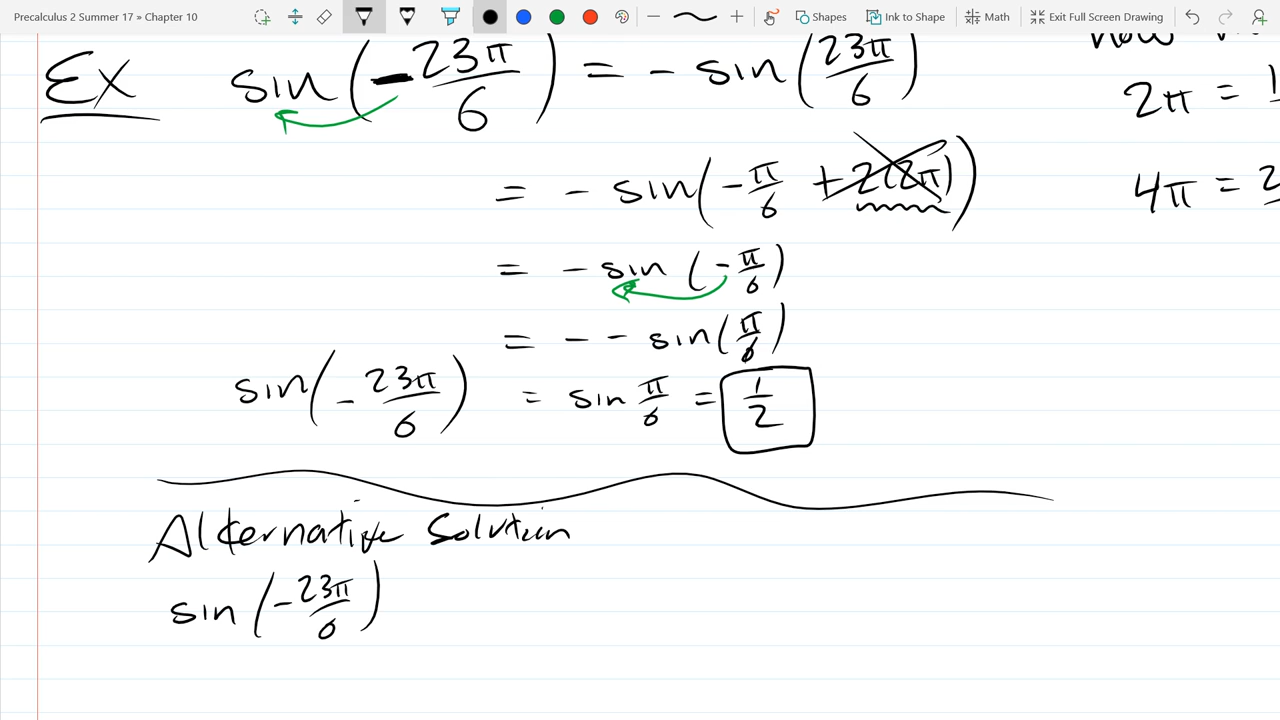 Precalculus 2 Summer 17 » Chapter 10
Shapes
Ink to Shape
Math
Exit Full Screen Drawing
Ex sin(-23π/6) = - sin(23π/6)
= - sin(-π/6 + 2(2π))
= - sin(-π/6)
= - - sin(π/6)
sin(-23π/6) = sin π/6 = 1/2
2π = 1
4π = 2
Alternative Solution
sin(-23π/6)